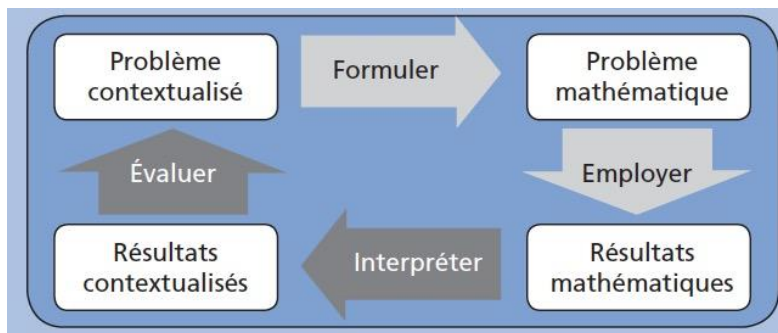 Problème
contextualisé
Formuler
Problème
mathématique
Évaluer
Employer
Résultats
contextualisés
Interpréter
Résultats
mathématiques